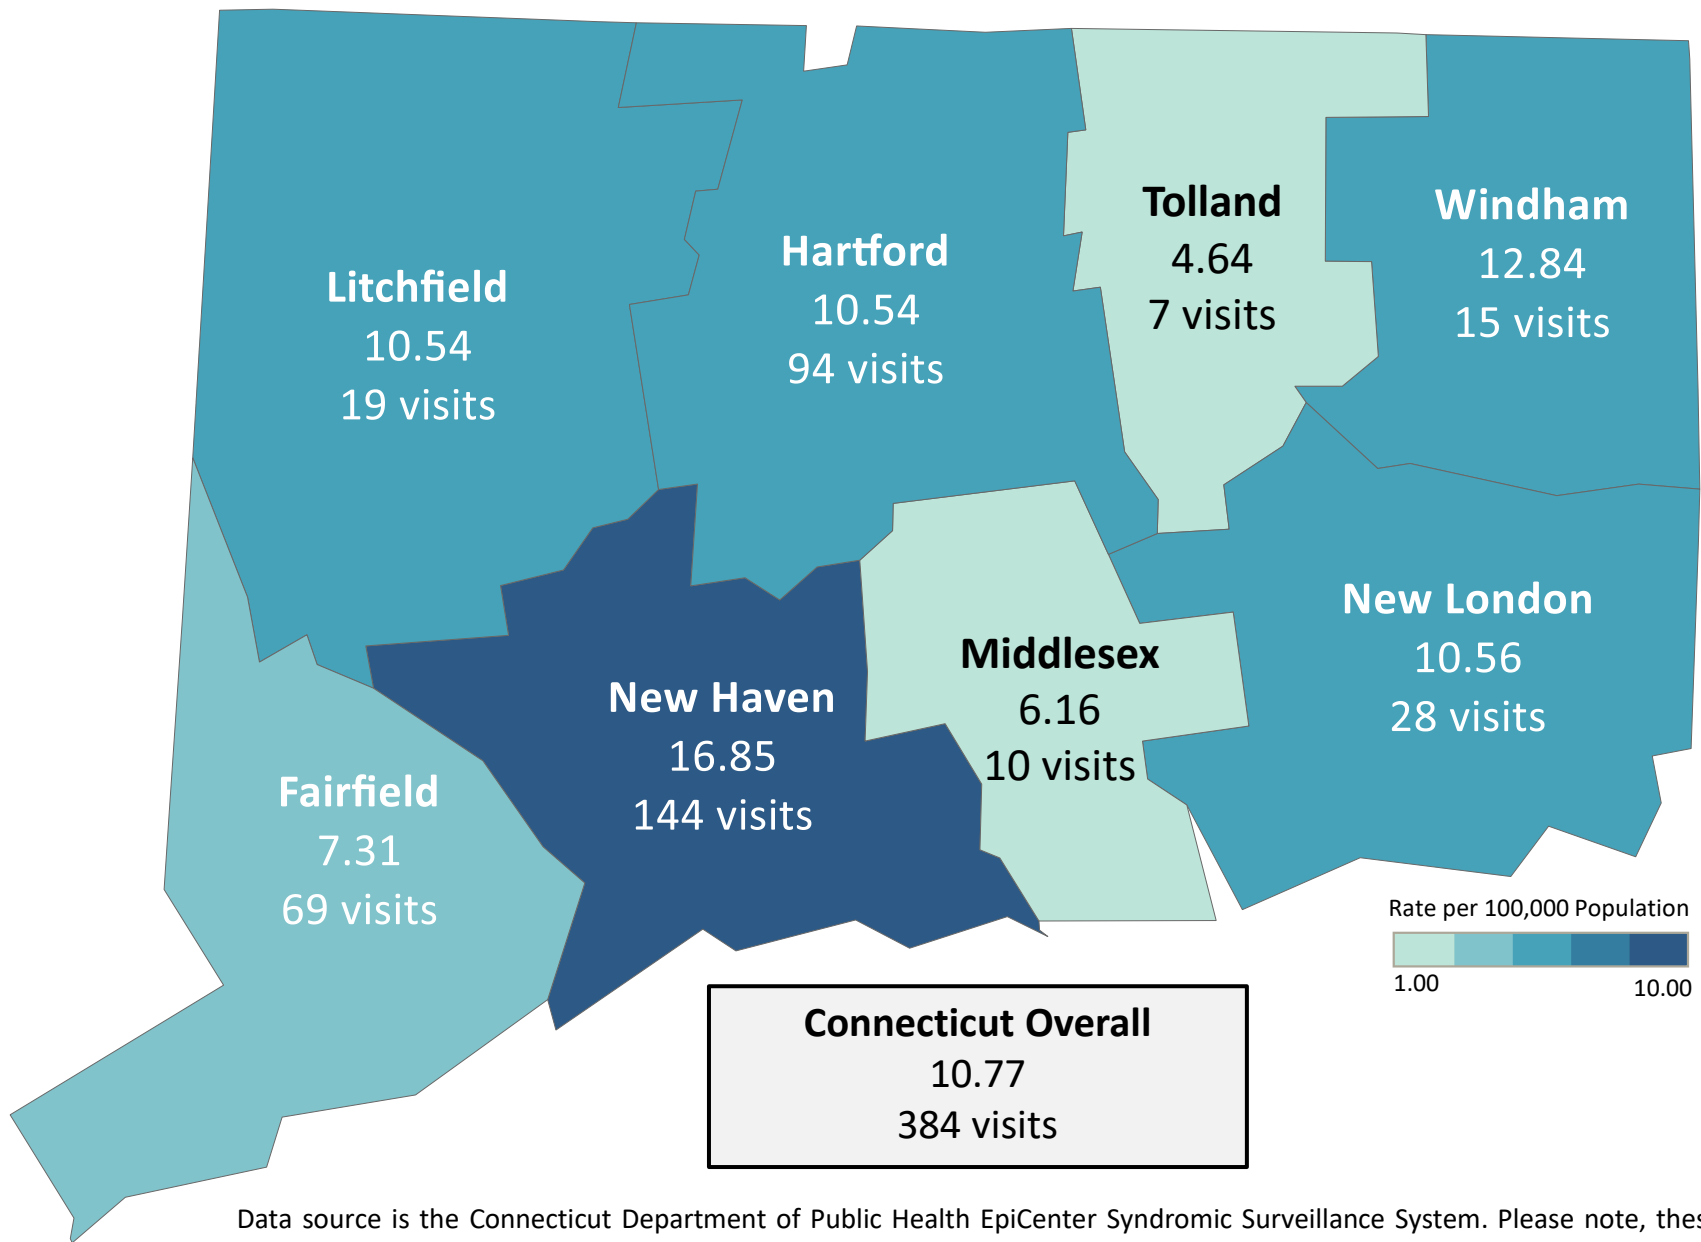 Litchfield
10.54
19 visits
Hartford
10.54
94 visits
Tolland
4.64
7 visits
Windham
12.84
15 visits
Fairfield
7.31
69 visits
New Haven
16.85
144 visits
Middlesex
6.16
10 visits
New London
10.56
28 visits
Rate per 100,000 Population
1.00
10.00
Connecticut Overall
10.77
384 visits
Data source is the Connecticut Department of Public Health EpiCenter Syndromic Surveillance System. Please note, thes